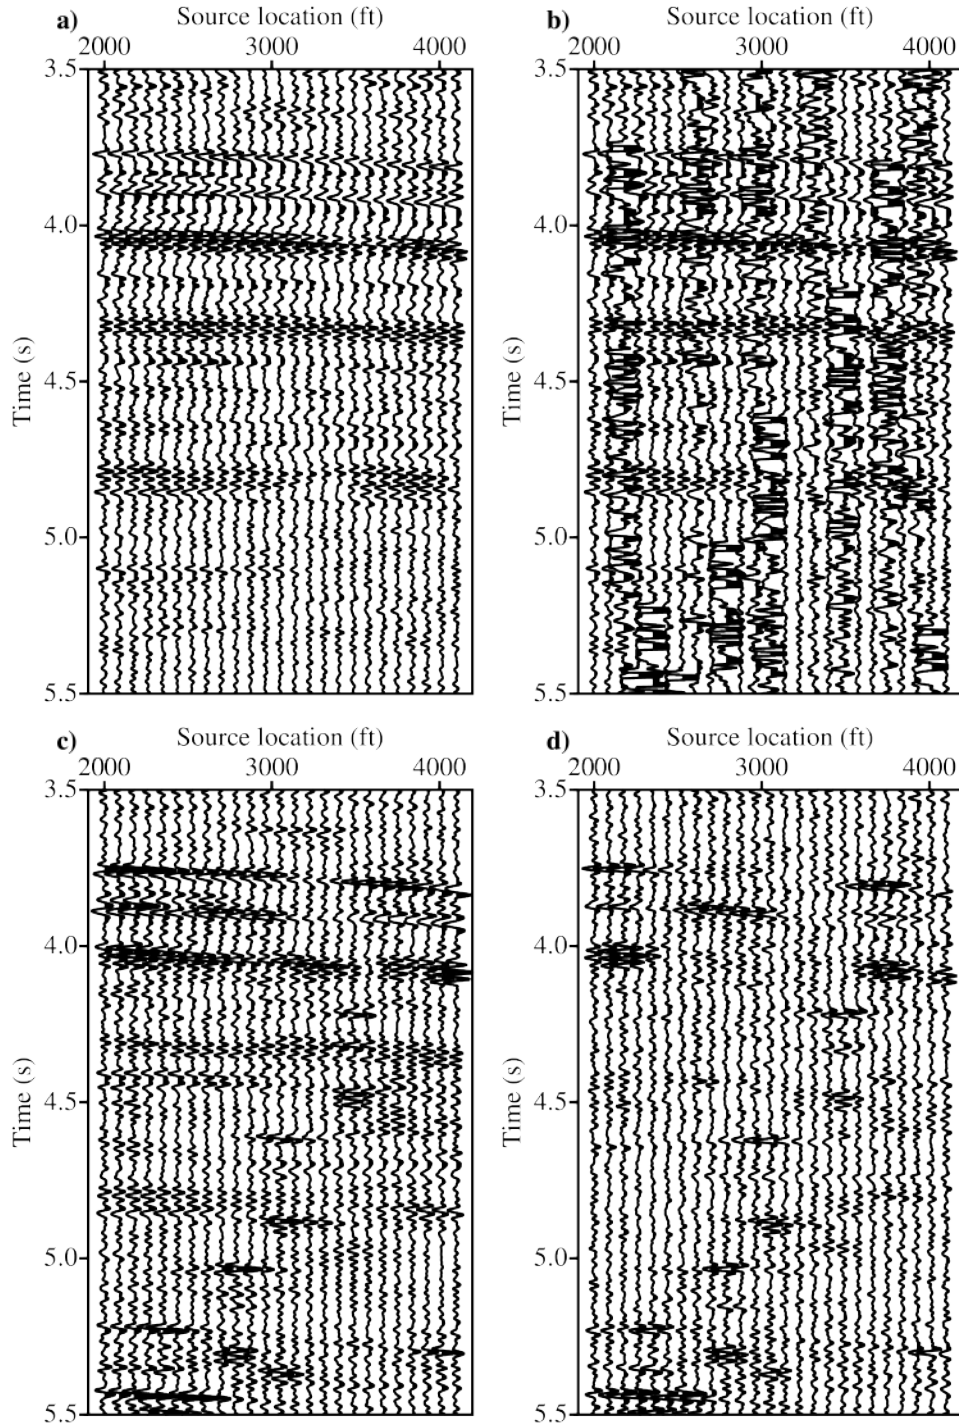 a) Source location (ft)
2000 3000 4000
3.5
4.0
4.5
5.0
5.5
Time (s)
b) Source location (ft)
2000 3000 4000
3.5
4.0
4.5
5.0
5.5
Time (s)
c) Source location (ft)
2000 3000 4000
3.5
4.0
4.5
5.0
5.5
Time (s)
d) Source location (ft)
2000 3000 4000
3.5
4.0
4.5
5.0
5.5
Time (s)